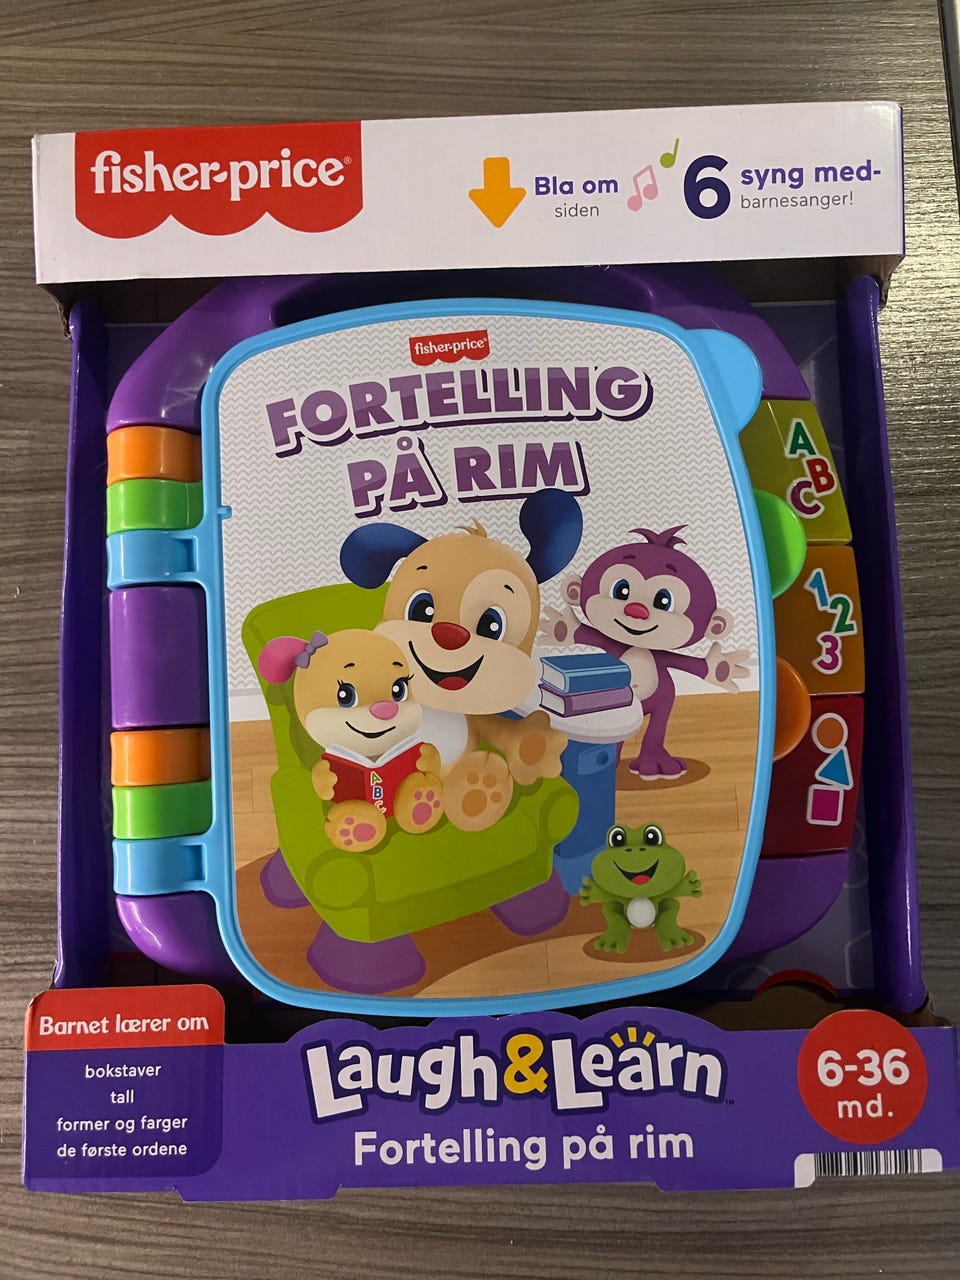 fisher-price®
Bla om
siden
6
syng med-
barnesanger!
fisher-price®
FORTELLING
PÅ RIM
A
B
C
1
2
3
A
B
C
Barnet lærer om
bokstaver
tall
former og farger
de første ordene
Laugh&Learn™
Fortelling på rim
6-36
md.